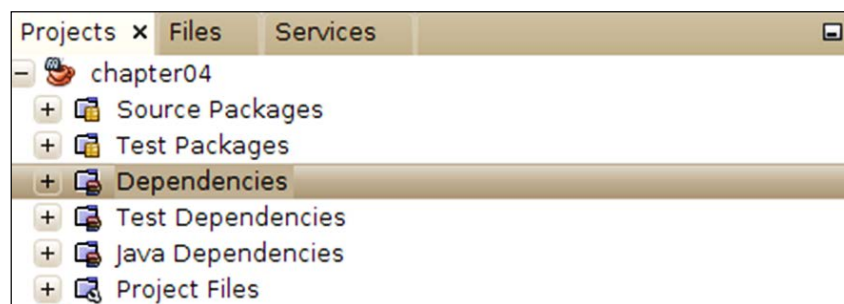 Projects Files Services
chapter04
Source Packages
Test Packages
Dependencies
Test Dependencies
Java Dependencies
Project Files